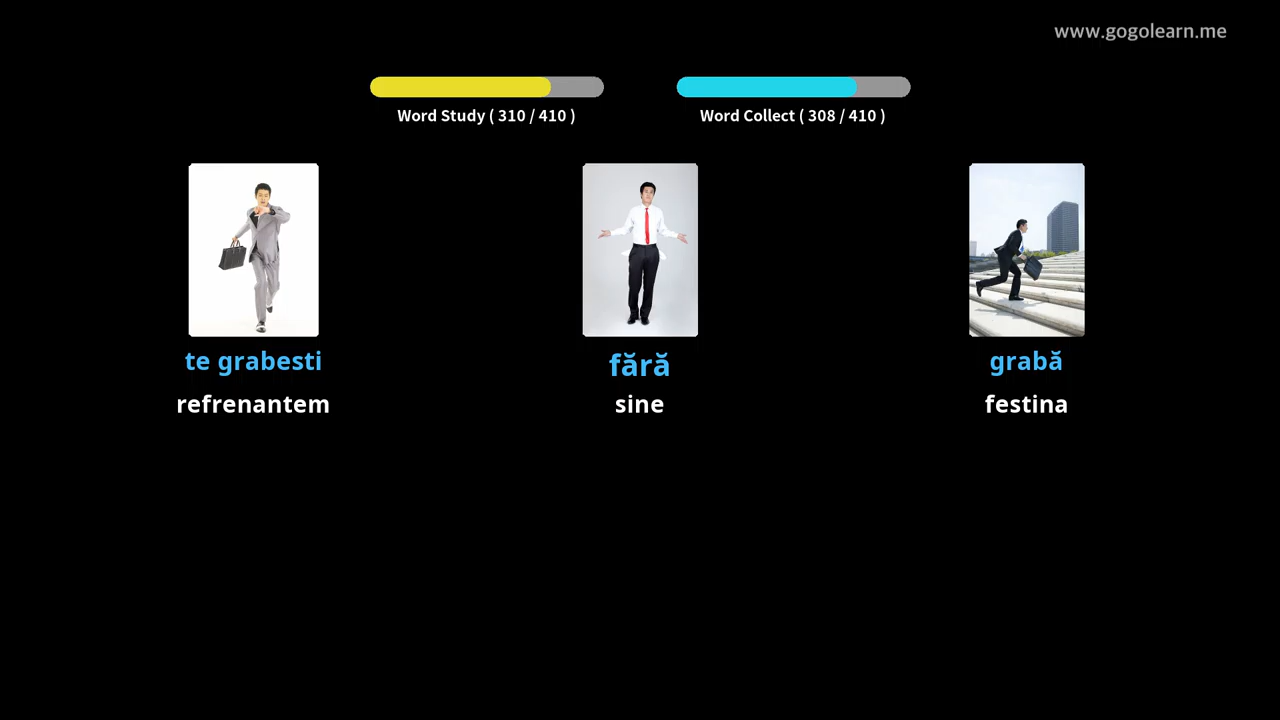 www.gogolearn.me
Word Study ( 310 / 410 )
Word Collect ( 308 / 410 )
te grabesti
refrenantem
fără
sine
grabă
festina